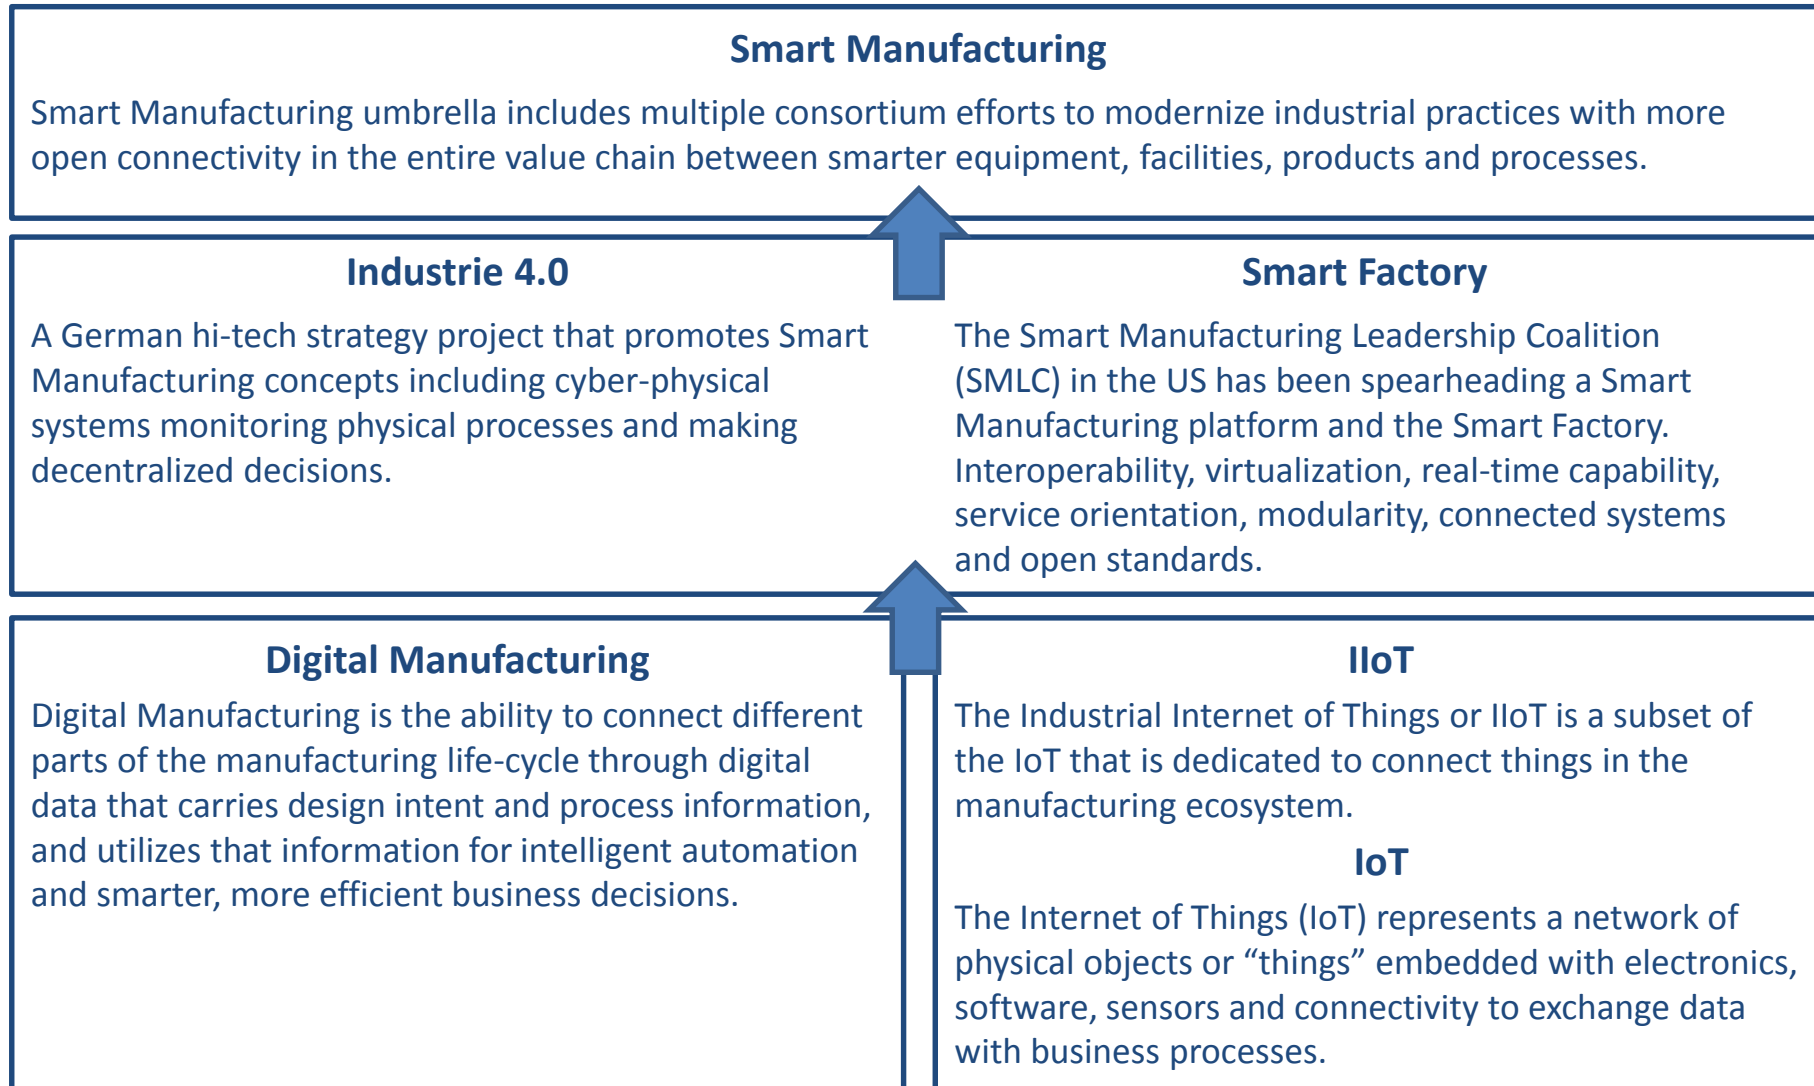 Smart Manufacturing
Smart Manufacturing umbrella includes multiple consortium efforts to modernize industrial practices with more
open connectivity in the entire value chain between smarter equipment, facilities, products and processes.
Industrie 4.0
A German hi-tech strategy project that promotes Smart
Manufacturing concepts including cyber-physical
systems monitoring physical processes and making
decentralized decisions.
Smart Factory
The Smart Manufacturing Leadership Coalition
(SMLC) in the US has been spearheading a Smart
Manufacturing platform and the Smart Factory.
Interoperability, virtualization, real-time capability,
service orientation, modularity, connected systems
and open standards.
Digital Manufacturing
Digital Manufacturing is the ability to connect different
parts of the manufacturing life-cycle through digital
data that carries design intent and process information,
and utilizes that information for intelligent automation
and smarter, more efficient business decisions.
IIoT
The Industrial Internet of Things or IIoT is a subset of
the IoT that is dedicated to connect things in the
manufacturing ecosystem.
IoT
The Internet of Things (IoT) represents a network of
physical objects or “things” embedded with electronics,
software, sensors and connectivity to exchange data
with business processes.